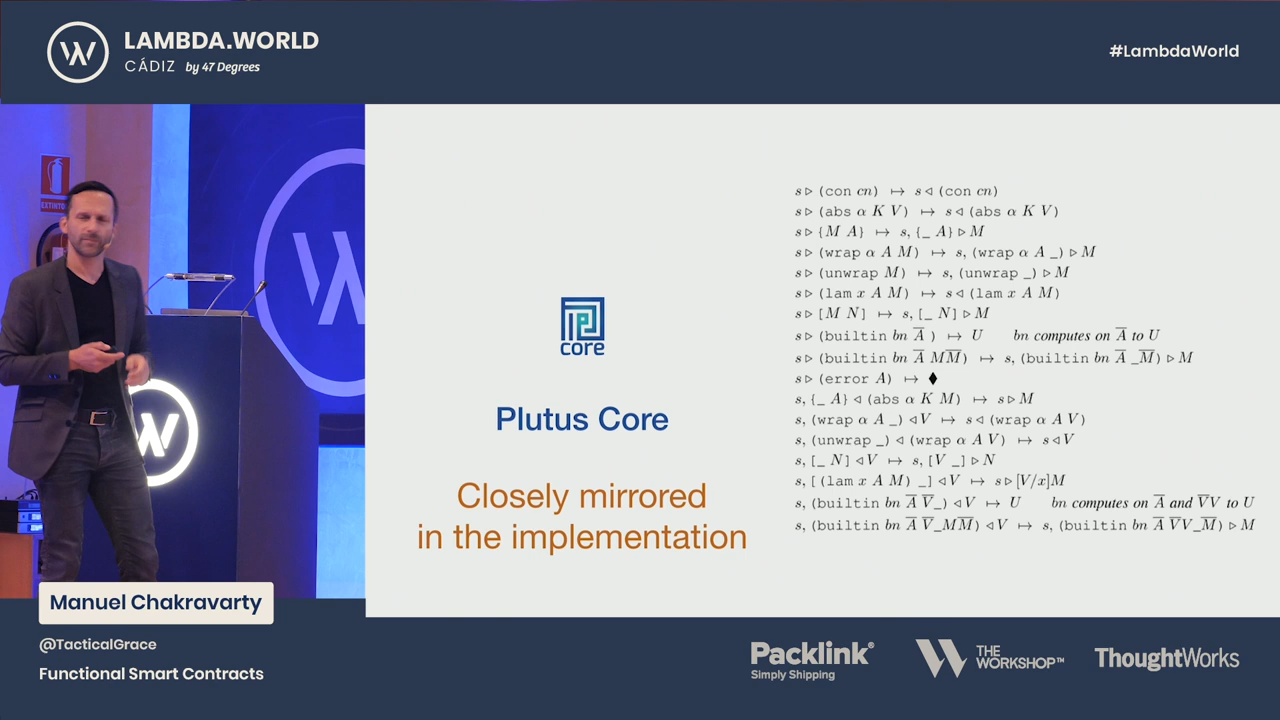 LAMBDA.WORLD
CÁDIZ by 47 Degrees
#LambdaWorld
EXTINTO
core
Plutus Core
Closely mirrored
in the implementation
s ▷ (con cn) ↦ s ◁ (con cn)
s ▷ (abs α K V) ↦ s ◁ (abs α K V)
s ▷ {M A} ↦ s, {_ A} ▷ M
s ▷ (wrap α A M) ↦ s, (wrap α A _) ▷ M
s ▷ (unwrap M) ↦ s, (unwrap _) ▷ M
s ▷ (lam x A M) ↦ s ◁ (lam x A M)
s ▷ [M N] ↦ s, [_ N] ▷ M
s ▷ (builtin bn A̅ ) ↦ U bn computes on A̅ to U
s ▷ (builtin bn A̅ MM̅) ↦ s, (builtin bn A̅ _M̅) ▷ M
s ▷ (error A) ↦ ♦
s, {_ A} ◁ (abs α K M) ↦ s ▷ M
s, (wrap α A _) ◁ V ↦ s ◁ (wrap α A V)
s, (unwrap _) ◁ (wrap α A V) ↦ s ◁ V
s, [_ N] ◁ V ↦ s, [V _] ▷ N
s, [(lam x A M) _] ◁ V ↦ s ▷ [V/x]M
s, (builtin bn A̅ V̅_) ◁ V ↦ U bn computes on A̅ and V̅V to U
s, (builtin bn A̅ V̅_MM̅) ◁ V ↦ s, (builtin bn A̅ V̅V_M̅) ▷ M
Manuel Chakravarty
@TacticalGrace
Functional Smart Contracts
Packlink®
Simply Shipping
THE
WORKSHOP™
ThoughtWorks